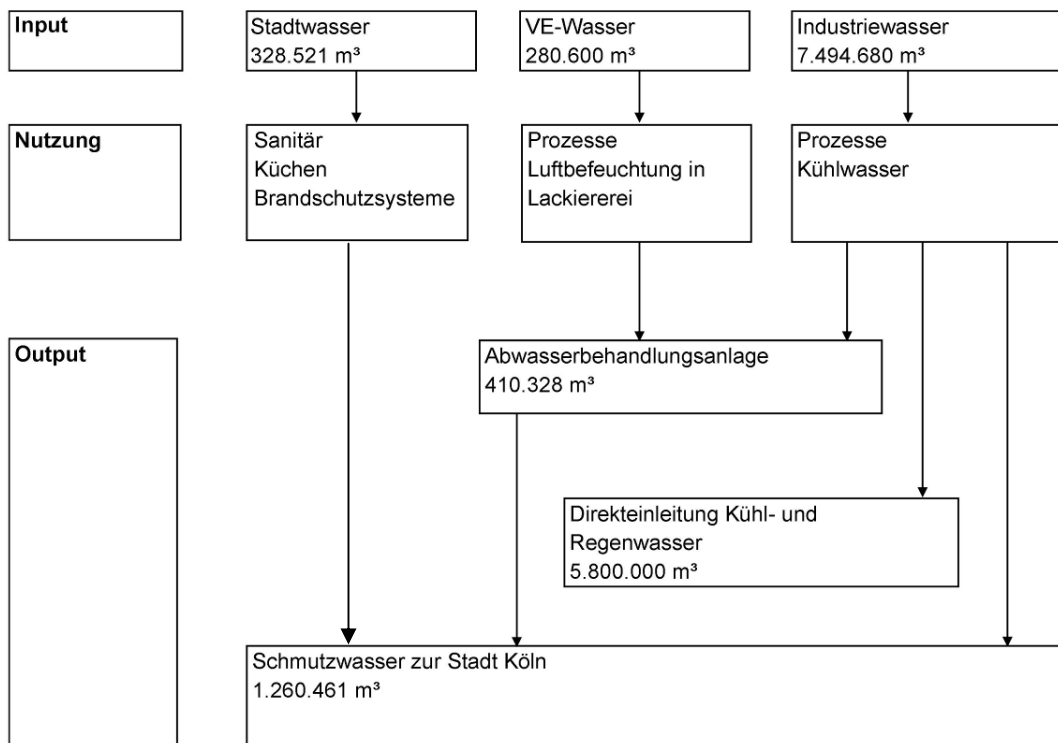 Input
Stadtwasser
328.521 m³
VE-Wasser
280.600 m³
Industriewasser
7.494.680 m³
Nutzung
Sanitär
Küchen
Brandschutzsysteme
Prozesse
Luftbefeuchtung in
Lackiererei
Prozesse
Kühlwasser
Output
Abwasserbehandlungsanlage
410.328 m³
Direkteinleitung Kühl- und
Regenwasser
5.800.000 m³
Schmutzwasser zur Stadt Köln
1.260.461 m³